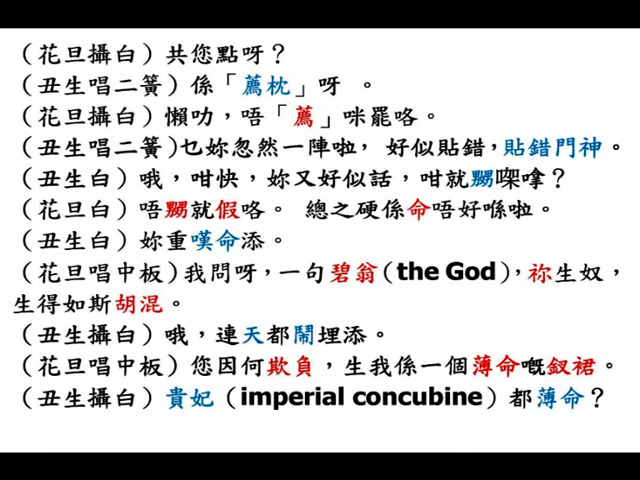 （花旦攝白）共您點呀？
（丑生唱二簧）係「薦枕」呀 。
（花旦攝白）懶叻，唔「薦」咪罷咯。
（丑生唱二簧)乜妳忽然一陣啦， 好似貼錯，貼錯門神。
（丑生白）哦，咁快，妳又好似話，咁就嬲㗎嗱？
（花旦白）唔嬲就假咯。 總之硬係命唔好喺啦。
（丑生白）妳重嘆命添。
（花旦唱中板)我問呀，一句碧翁(the God)，祢生奴，
生得如斯胡混。
（丑生攝白）哦，連天都鬧埋添。
（花旦唱中板）您因何欺負，生我係一個薄命嘅釵裙。
（丑生攝白）貴妃（imperial concubine）都薄命？